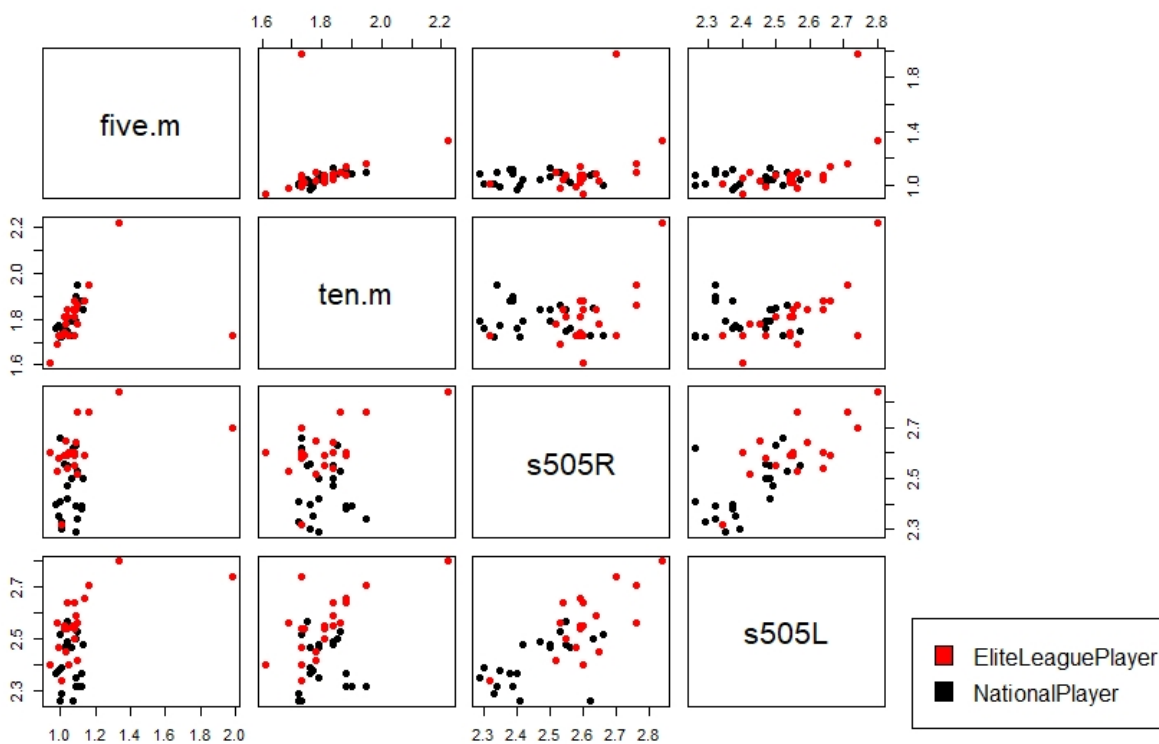 1.6 1.8 2.0 2.2
2.3 2.4 2.5 2.6 2.7 2.8
five.m
1.0 1.4 1.8
1.6 1.8 2.0 2.2
ten.m
s505R
2.3 2.5 2.7
2.3 2.5 2.7
s505L
1.0 1.2 1.4 1.6 1.8 2.0
2.3 2.4 2.5 2.6 2.7 2.8
EliteLeaguePlayer
NationalPlayer